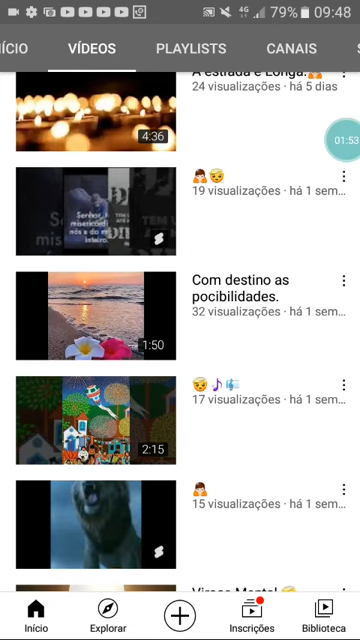 79% 09:48
ÍCIO VÍDEOS PLAYLISTS CANAIS
A estrada é Longa.🙏
24 visualizações · há 5 dias
4:36
01:53
🙇😇
19 visualizações · há 1 sem...
Senhor,
Com destino as
pocibilidades.
32 visualizações · há 1 sem...
1:50
😇🎵🎼
17 visualizações · há 1 sem...
2:15
🙇
15 visualizações · há 1 sem...
Início Explorar Inscrições Biblioteca